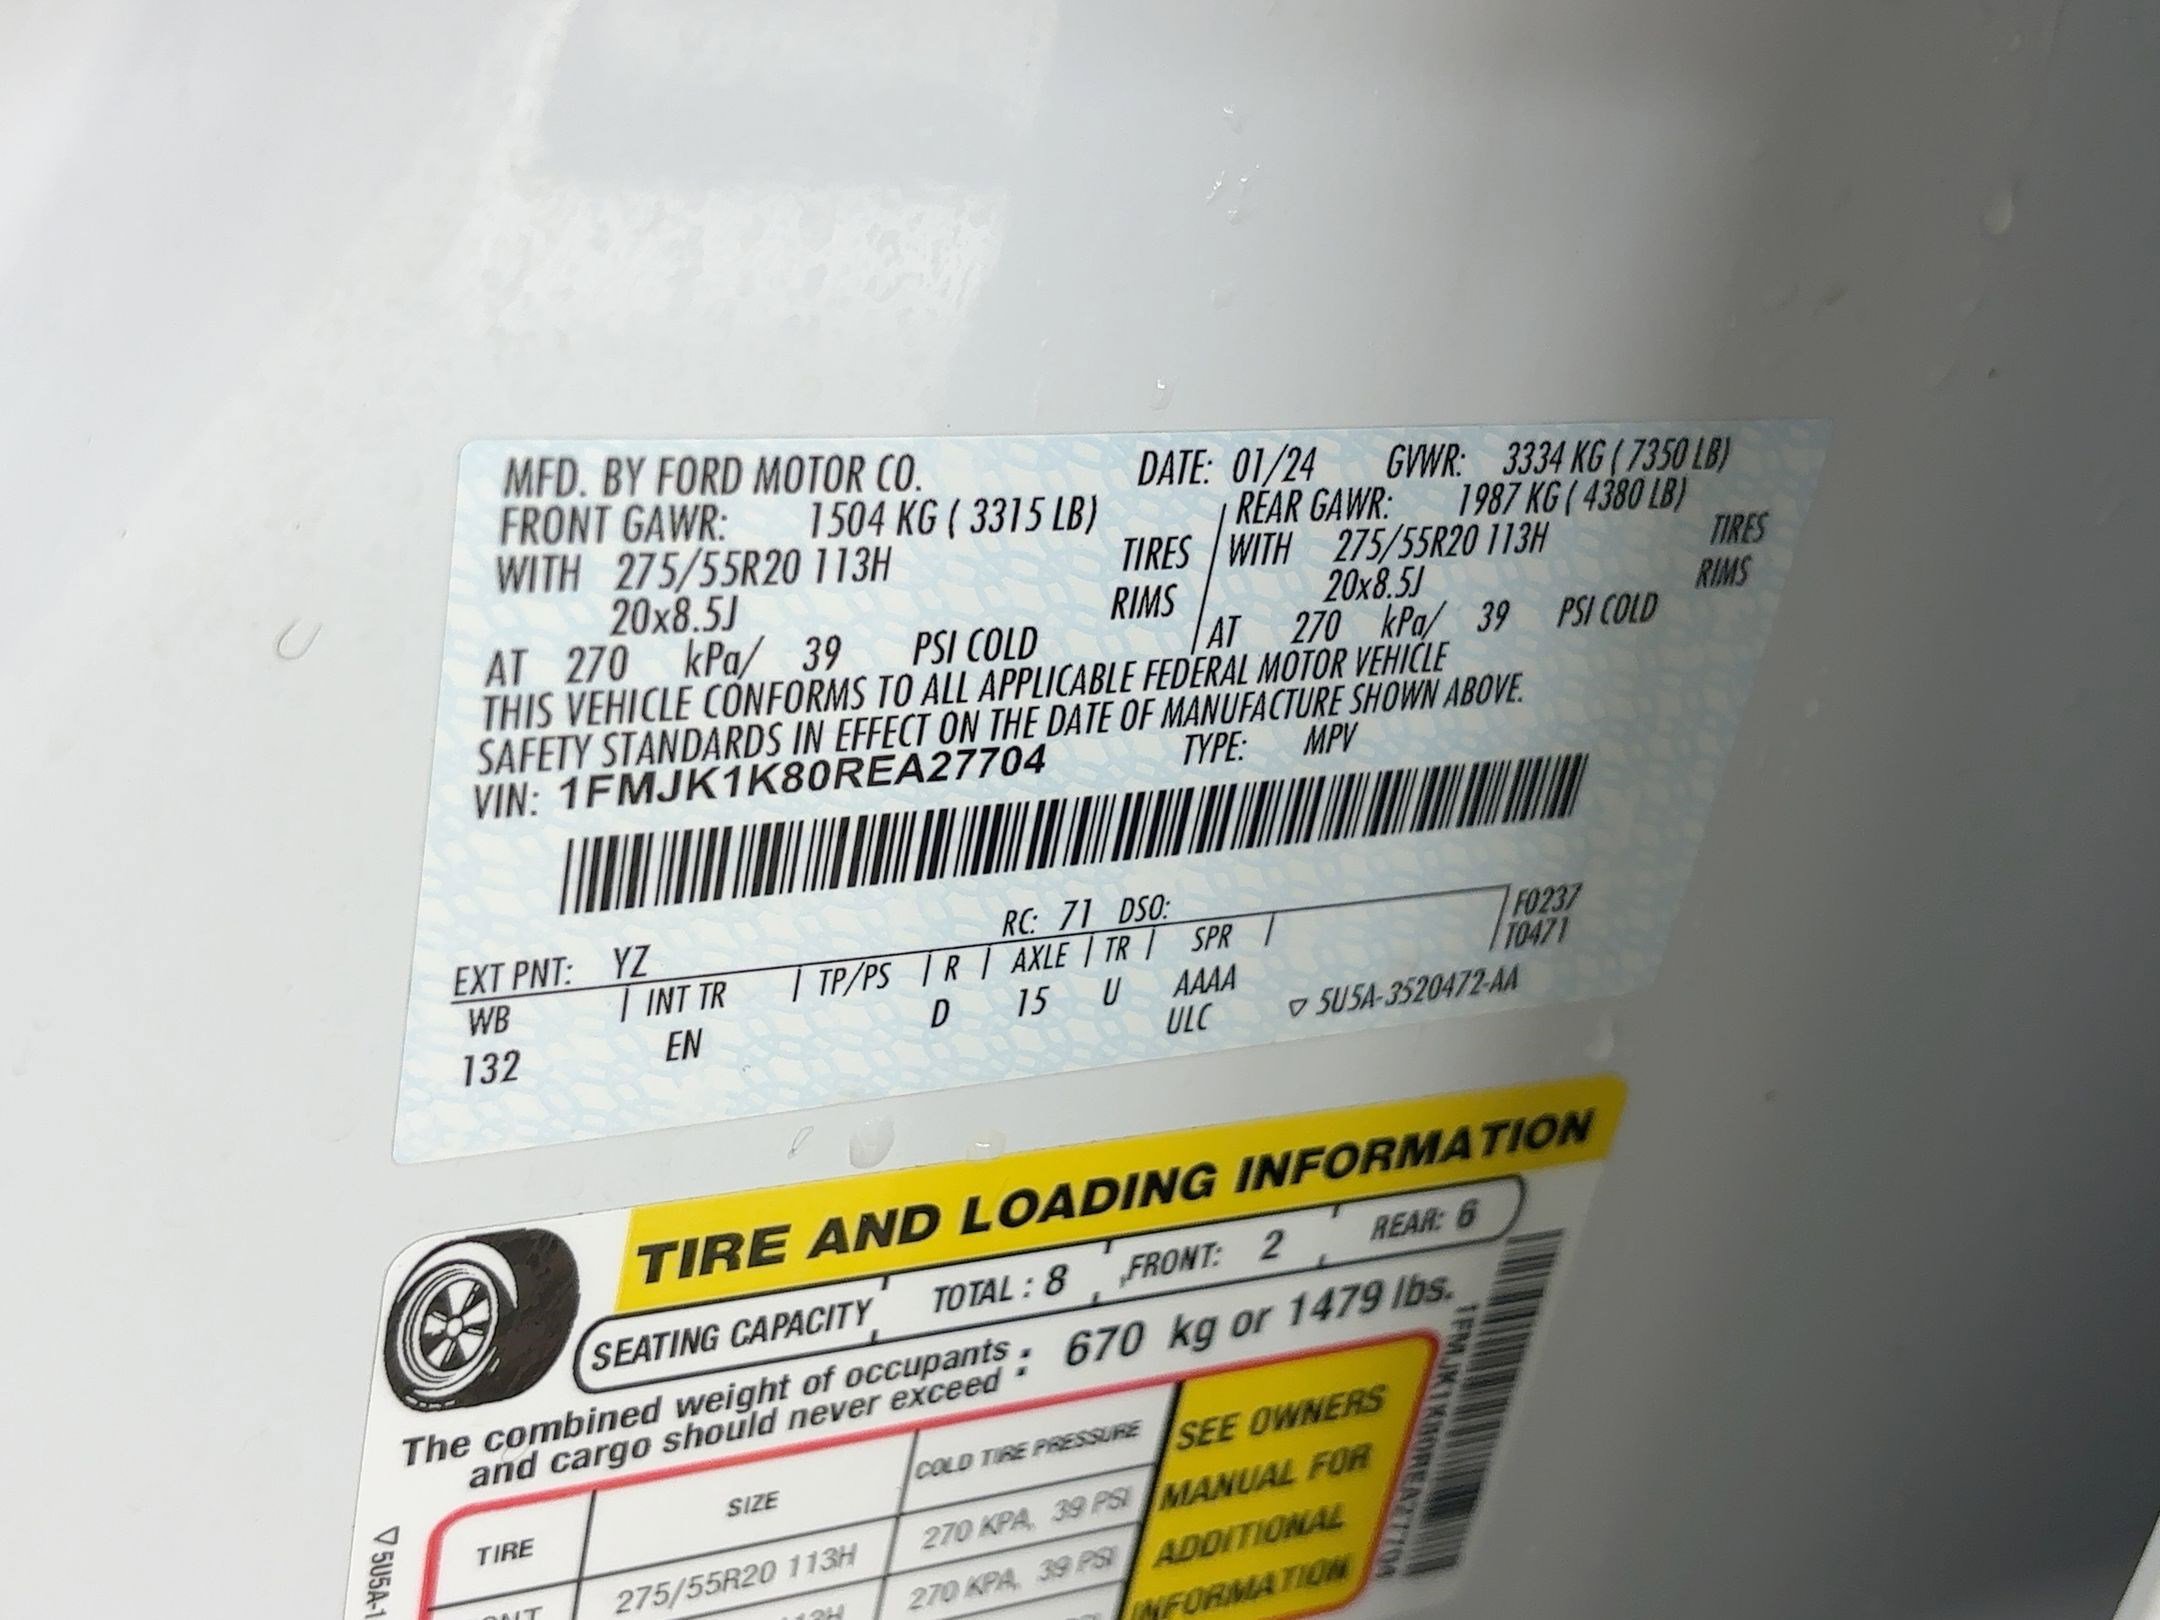 MFD. BY FORD MOTOR CO. DATE: 01/24 GVWR: 3334 KG ( 7350 LB)
FRONT GAWR: 1504 KG ( 3315 LB) REAR GAWR: 1987 KG ( 4380 LB)
WITH 275/55R20 113H TIRES WITH 275/55R20 113H TIRES
20x8.5J RIMS 20x8.5J RIMS
AT 270 kPa/ 39 PSI COLD AT 270 kPa/ 39 PSI COLD
THIS VEHICLE CONFORMS TO ALL APPLICABLE FEDERAL MOTOR VEHICLE
SAFETY STANDARDS IN EFFECT ON THE DATE OF MANUFACTURE SHOWN ABOVE.
VIN: 1FMJK1K80REA27704 TYPE: MPV
EXT PNT: YZ RC: 71 DSO: F0237
WB INT TR TP/PS R AXLE TR SPR T0471
132 EN D 15 U AAAA
ULC ▽ 5U5A-3520472-AA
TIRE AND LOADING INFORMATION
SEATING CAPACITY TOTAL : 8 FRONT: 2 REAR: 6
The combined weight of occupants
and cargo should never exceed : 670 kg or 1479 lbs.
TIRE SIZE COLD TIRE PRESSURE
275/55R20 113H 270 KPA, 39 PSI
270 KPA, 39 PSI
SEE OWNERS
MANUAL FOR
ADDITIONAL
INFORMATION
1FMJK1K80REA27704
▽ 5U5A-1